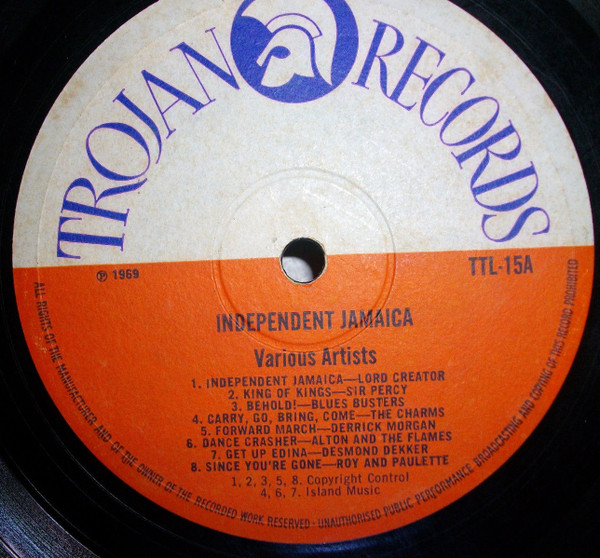 TROJAN RECORDS
℗ 1969
TTL-15A
INDEPENDENT JAMAICA
Various Artists
1. INDEPENDENT JAMAICA—LORD CREATOR
2. KING OF KINGS—SIR PERCY
3. BEHOLD!—BLUES BUSTERS
4. CARRY, GO, BRING, COME—THE CHARMS
5. FORWARD MARCH—DERRICK MORGAN
6. DANCE CRASHER—ALTON AND THE FLAMES
7. GET UP EDINA—DESMOND DEKKER
8. SINCE YOU'RE GONE—ROY AND PAULETTE
1, 2, 3, 5, 8. Copyright Control
4, 6, 7. Island Music
ALL RIGHTS OF THE MANUFACTURER AND OF THE OWNER OF THE RECORDED WORK RESERVED · UNAUTHORISED PUBLIC PERFORMANCE BROADCASTING AND COPYING OF THIS RECORD PROHIBITED